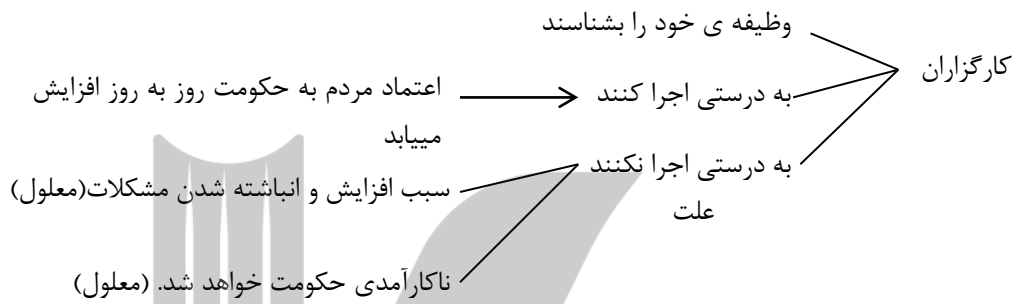 وظیفه ی خود را بشناسند
کارگزاران
به درستی اجرا کنند
اعتماد مردم به حکومت روز به روز افزایش
مییابد
به درستی اجرا نکنند
علت
سبب افزایش و انباشته شدن مشکلات(معلول)
ناکارآمدی حکومت خواهد شد. (معلول)